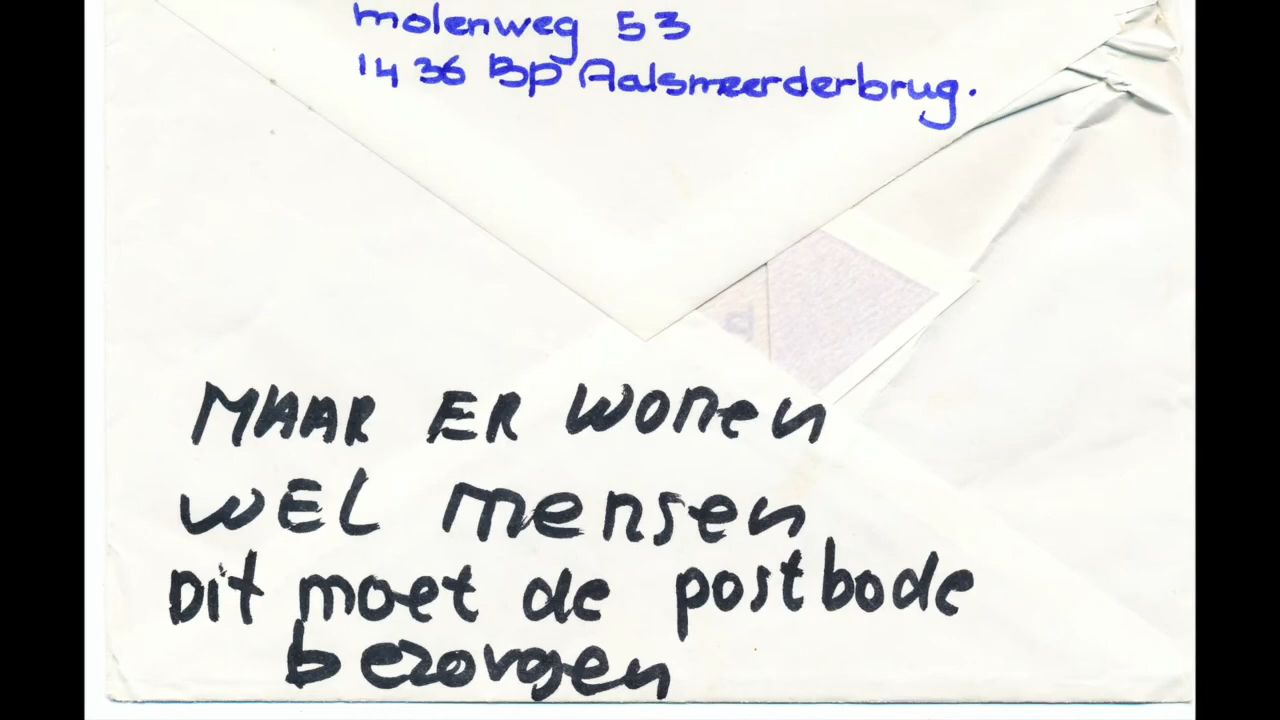 molenweg 53
1436 BP Aalsmeerderbrug.
MAAR ER WONEN
WEL mensen
Dit moet de postbode
bezorgen